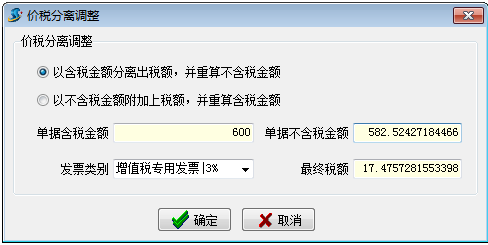 价税分离调整
价税分离调整
以含税金额分离出税额，并重算不含税金额
以不含税金额附加上税额，并重算含税金额
单据含税金额 600 单据不含税金额 582.52427184466
发票类别 增值税专用发票|3% 最终税额 17.4757281553398
确定 取消